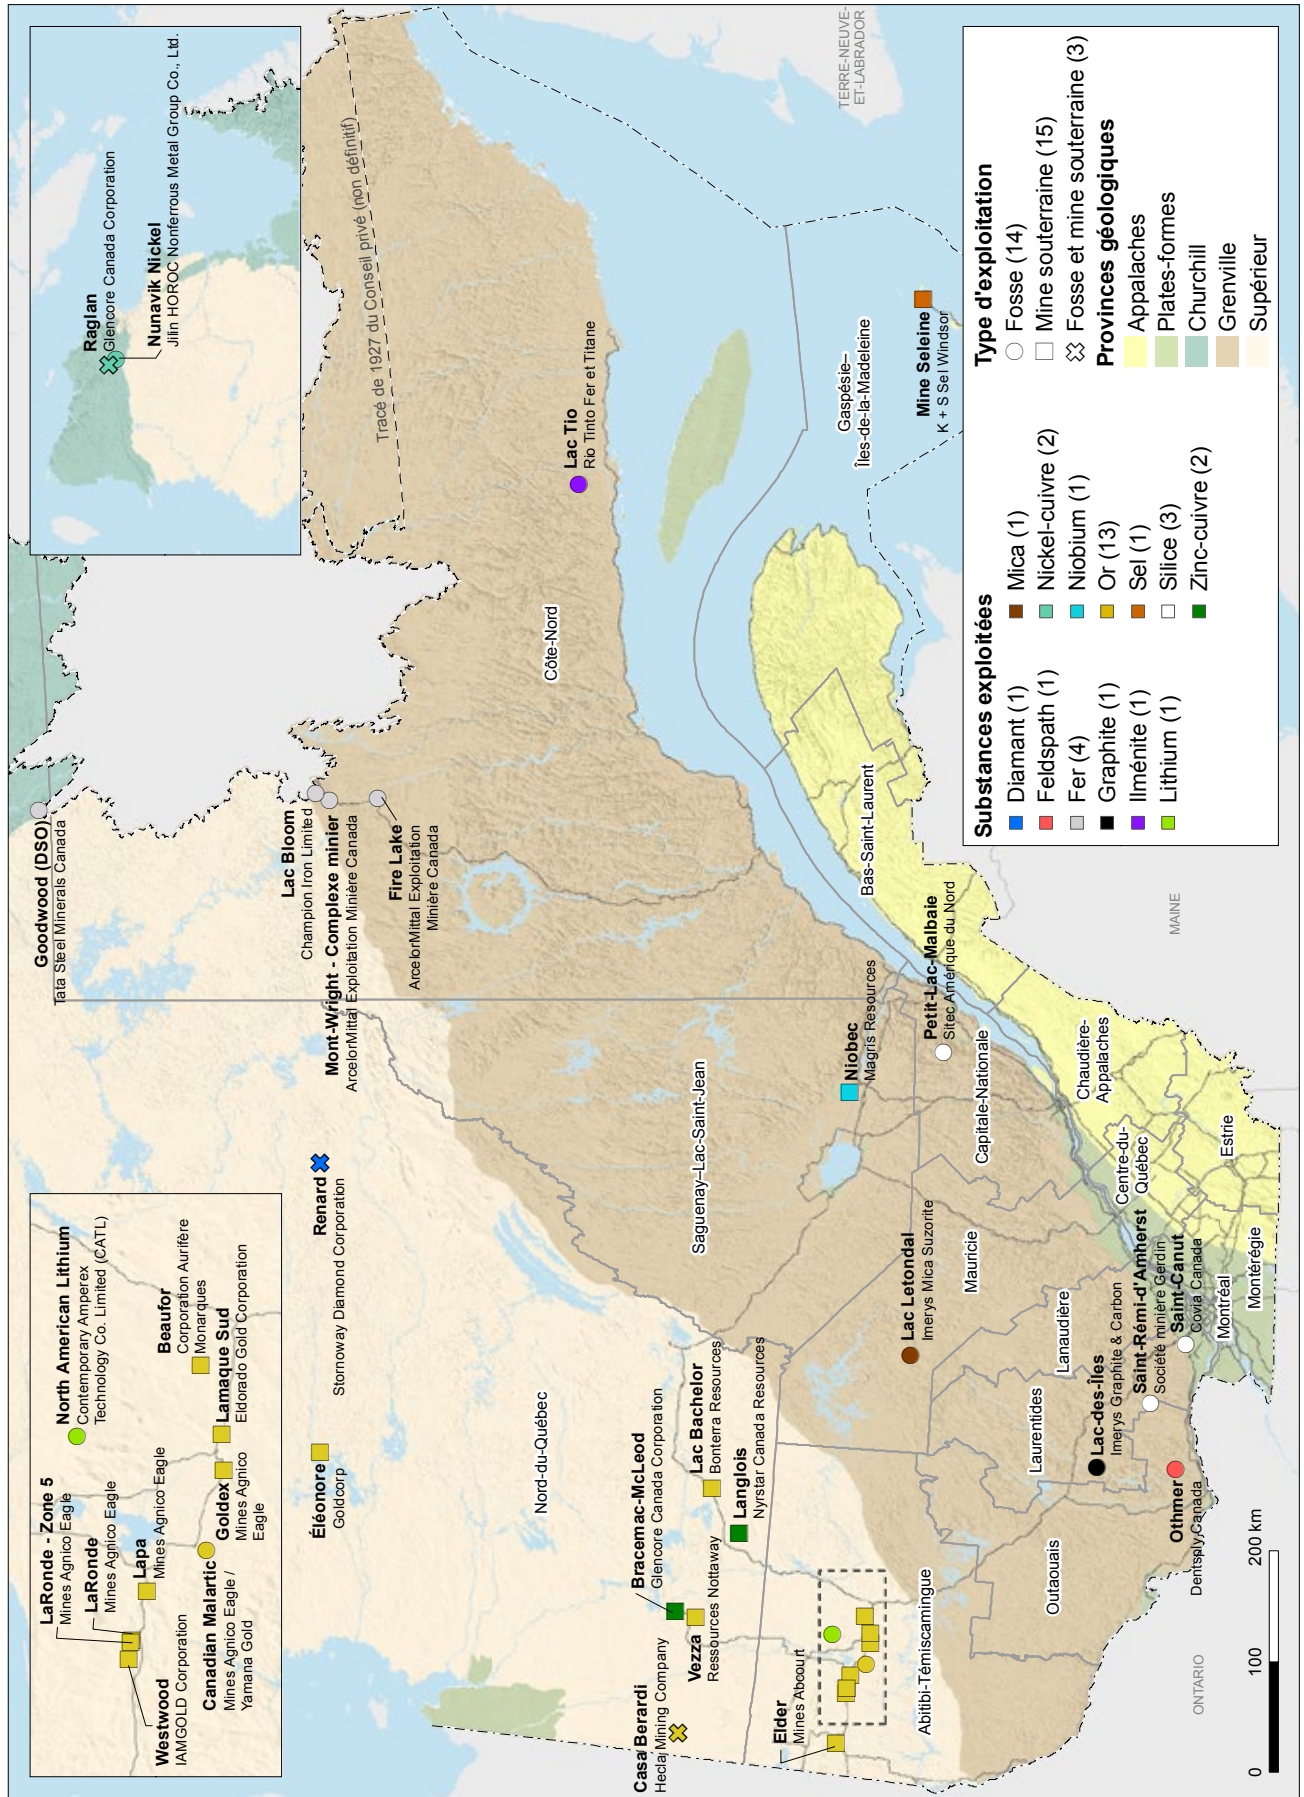 LaRonde - Zone 5
Mines Agnico Eagle
LaRonde
Mines Agnico Eagle
Lapa
Mines Agnico Eagle
Westwood
IAMGOLD Corporation
Canadian Malartic
Mines Agnico Eagle /
Yamana Gold
Goldex
Mines Agnico
Eagle
North American Lithium
Contemporary Amperex
Technology Co. Limited (CATL)
Beaufor
Corporation Aurifère
Monarques
Lamaque Sud
Eldorado Gold Corporation
Goodwood (DSO)
Tata Steel Minerals Canada
Raglan
Glencore Canada Corporation
Nunavik Nickel
Jilin HOROC Nonferrous Metal Group Co., Ltd.
Tracé de 1927 du Conseil privé (non définitif)
TERRE-NEUVE-
ET-LABRADOR
Lac Bloom
Champion Iron Limited
Mont-Wright - Complexe minier
ArcelorMittal Exploitation Minière Canada
Fire Lake
ArcelorMittal Exploitation
Minière Canada
Renard
Stornoway Diamond Corporation
Éléonore
Goldcorp
Nord-du-Québec
Côte-Nord
Lac Tio
Rio Tinto Fer et Titane
Casa Berardi
Hecla Mining Company
Bracemac-McLeod
Glencore Canada Corporation
Vezza
Ressources Nottaway
Lac Bachelor
Bonterra Resources
Langlois
Nyrstar Canada Resources
Saguenay–Lac-Saint-Jean
Elder
Mines Abcourt
Niobec
Magris Resources
Bas-Saint-Laurent
Gaspésie–
Îles-de-la-Madeleine
Mine Seleine
K + S Sel Windsor
Abitibi-Témiscamingue
Lac Letondal
Imerys Mica Suzorite
Petit-Lac-Malbaie
Sitec Amérique du Nord
Mauricie
Capitale-Nationale
Outaouais
Laurentides
Lanaudière
Chaudière-
Appalaches
Centre-du-
Québec
Lac-des-Îles
Imerys Graphite & Carbon
Saint-Rémi-d'Amherst
Société minière Gerdin
Saint-Canut
Covia Canada
Othmer
Dentsply Canada
Montréal
Montérégie
Estrie
MAINE
ONTARIO
0 100 200 km
Substances exploitées
Diamant (1)
Feldspath (1)
Fer (4)
Graphite (1)
Ilménite (1)
Lithium (1)
Mica (1)
Nickel-cuivre (2)
Niobium (1)
Or (13)
Sel (1)
Silice (3)
Zinc-cuivre (2)
Type d'exploitation
Fosse (14)
Mine souterraine (15)
Fosse et mine souterraine (3)
Provinces géologiques
Appalaches
Plates-formes
Churchill
Grenville
Supérieur